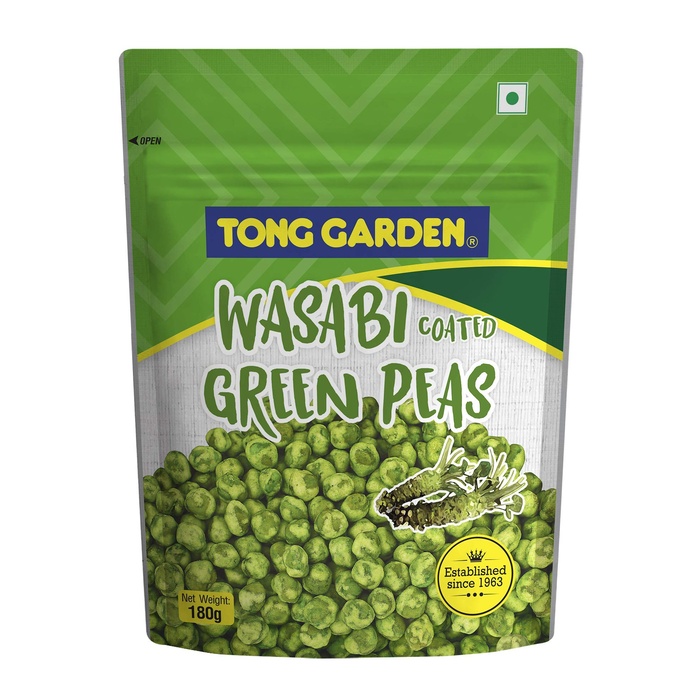 OPEN
TONG GARDEN®
WASABI COATED
GREEN PEAS
Established
since 1963
Net Weight:
180g